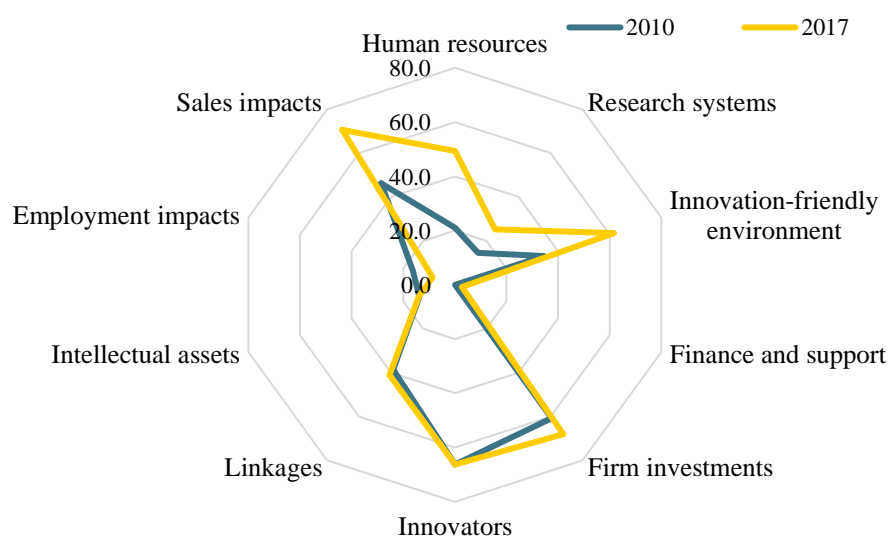 2010
2017
Human resources
80.0
Sales impacts
Research systems
60.0
40.0
Employment impacts
Innovation-friendly
environment
20.0
0.0
Intellectual assets
Finance and support
Linkages
Firm investments
Innovators